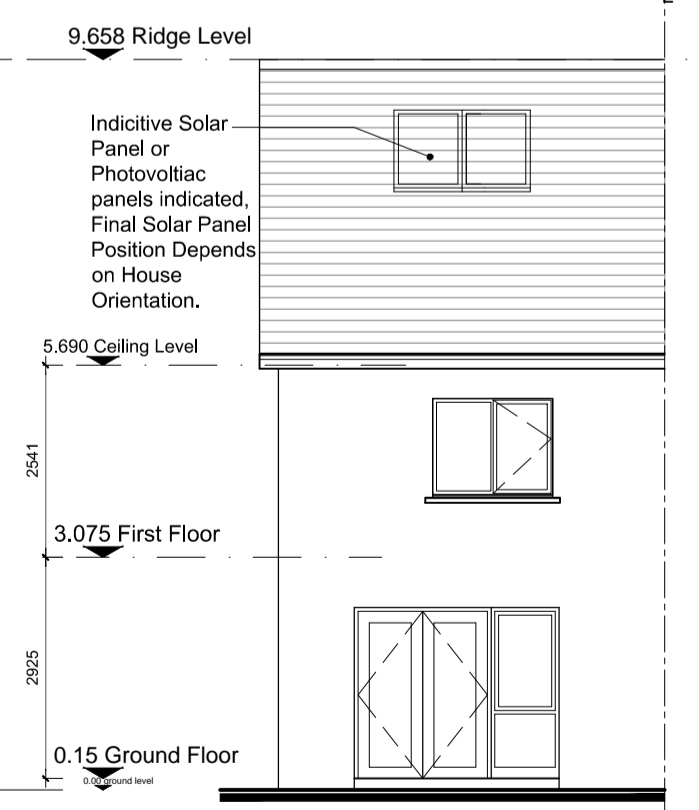 9.658 Ridge Level
Indicitive Solar
Panel or
Photovoltiac
panels indicated,
Final Solar Panel
Position Depends
on House
Orientation.
5.690 Ceiling Level
2541
3.075 First Floor
2925
0.15 Ground Floor
0.00 ground level